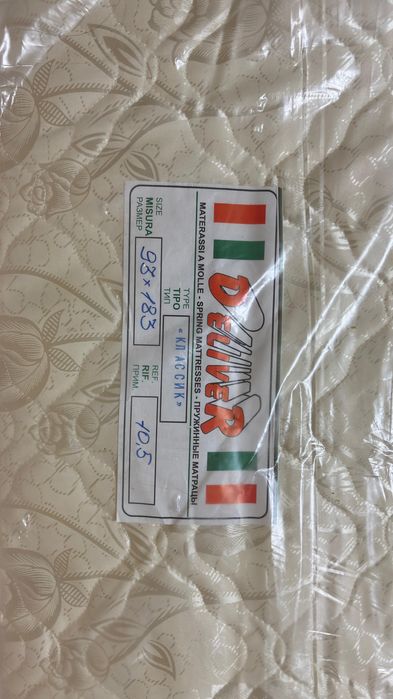 DELIVER
MATERASSI A MOLLE - SPRING MATTRESSES - ПРУЖИННЫЕ МАТРАЦЫ
TYPE
TIPO
ТИП
«КЛАССИК»
SIZE
MISURA
РАЗМЕР
93×183
REF.
RIF.
ПРИМ.
10,5